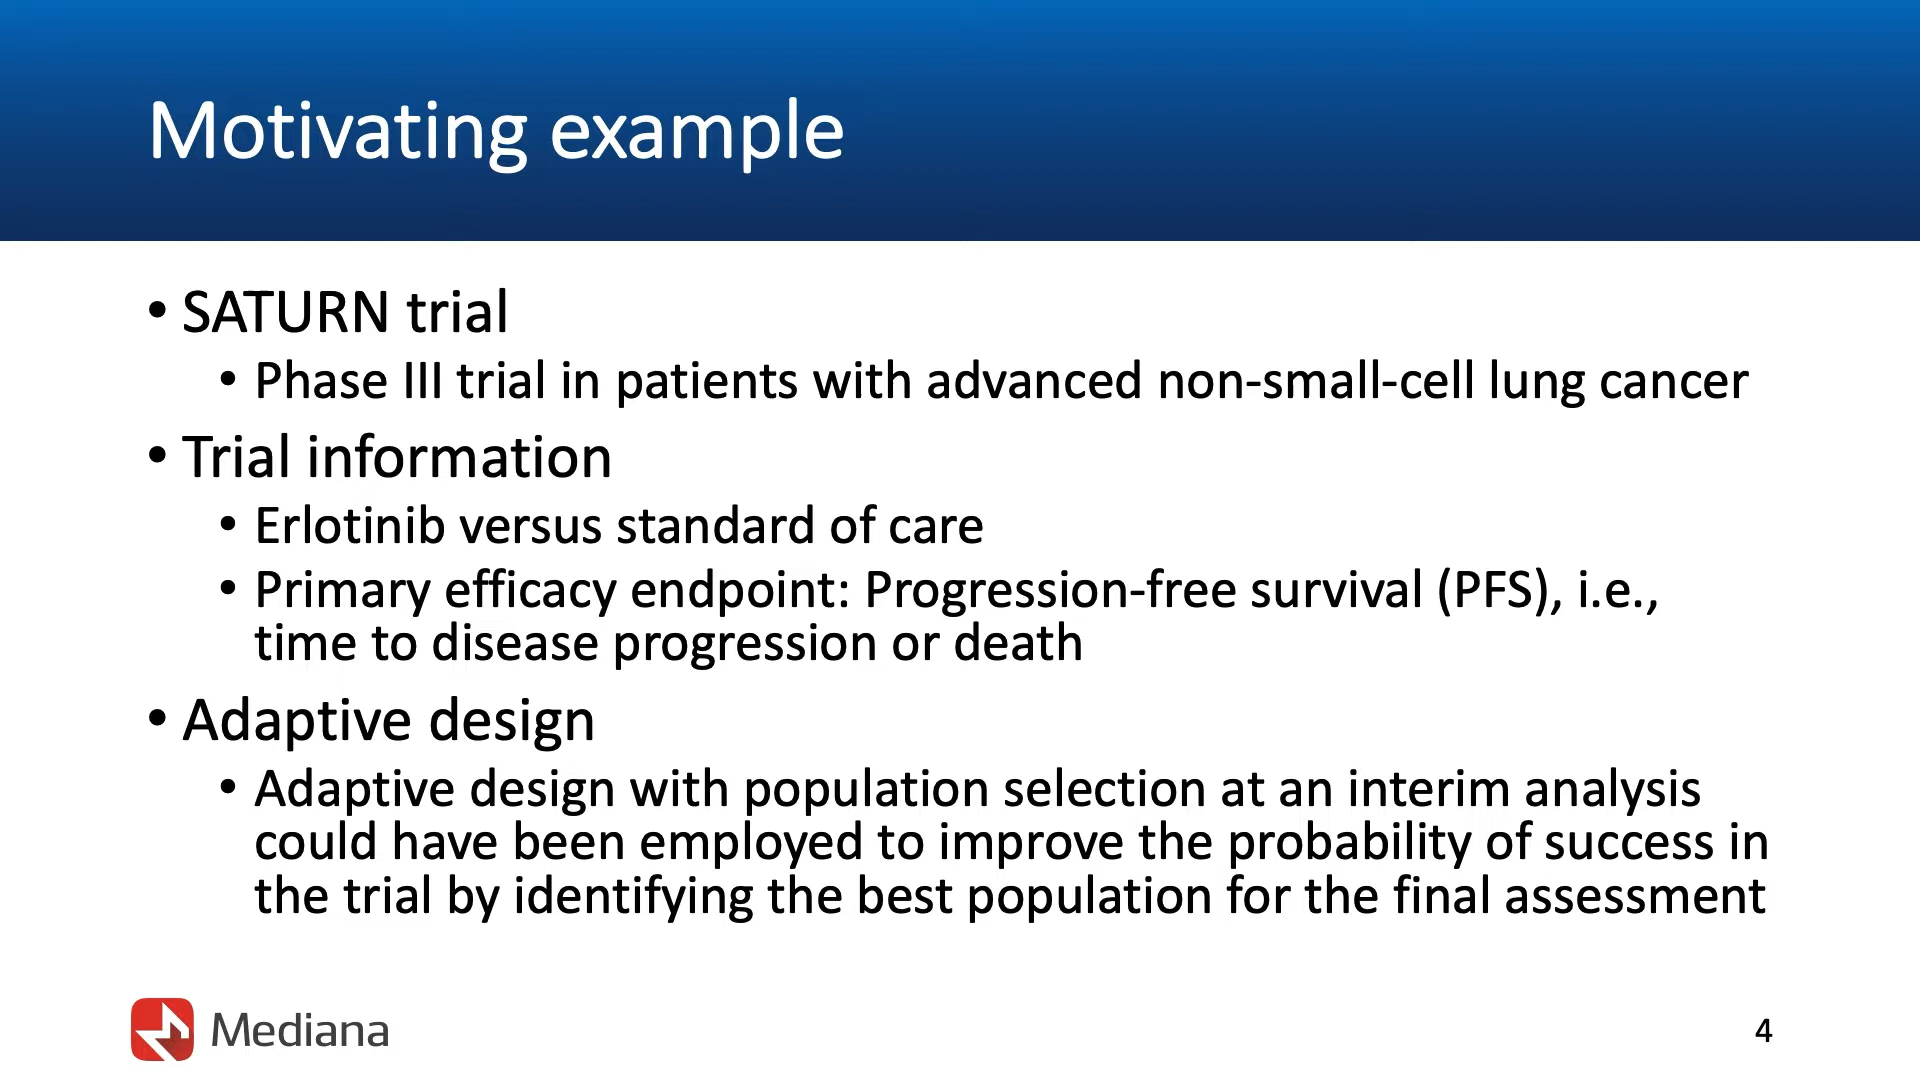 Motivating example
• SATURN trial
• Phase III trial in patients with advanced non-small-cell lung cancer
• Trial information
• Erlotinib versus standard of care
• Primary efficacy endpoint: Progression-free survival (PFS), i.e.,
time to disease progression or death
• Adaptive design
• Adaptive design with population selection at an interim analysis
could have been employed to improve the probability of success in
the trial by identifying the best population for the final assessment
Mediana
4